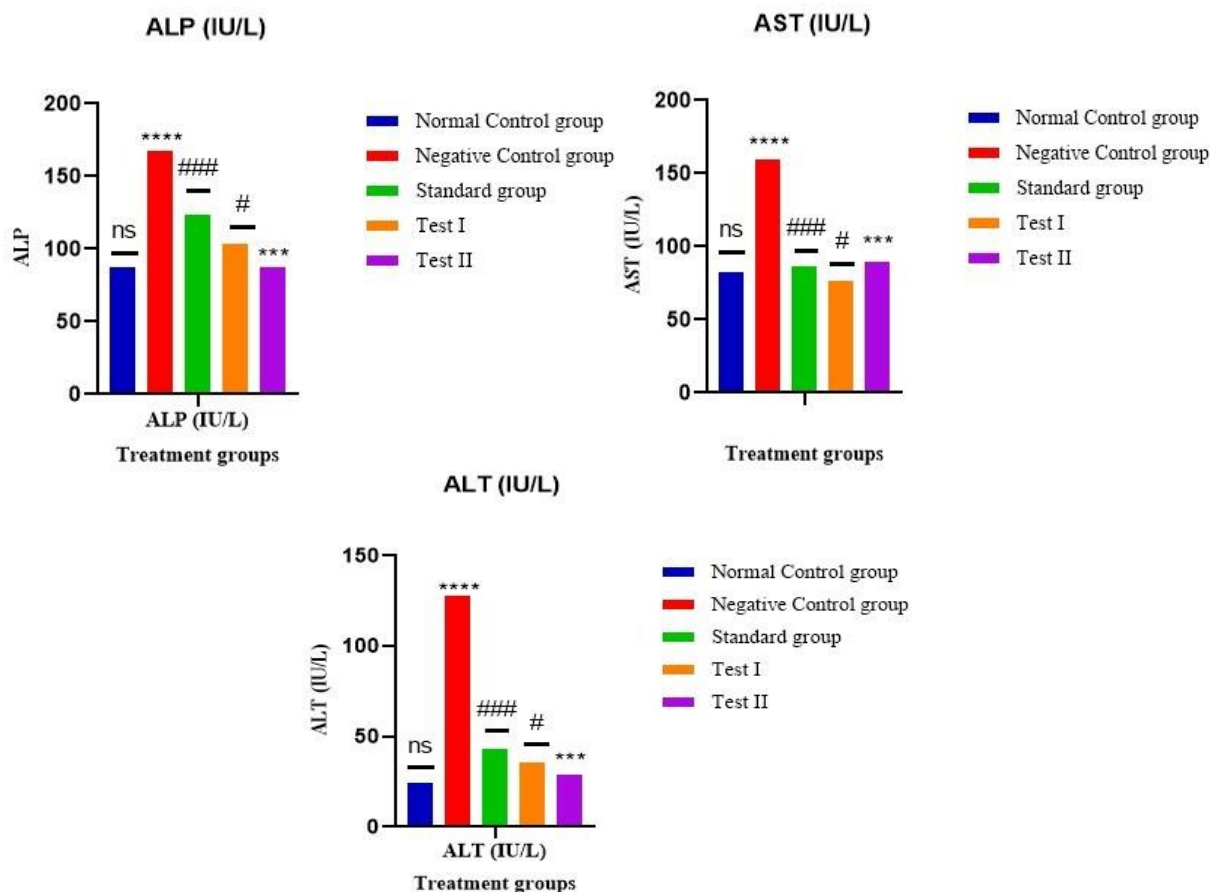 ALP (IU/L)
200
150
100
50
0
ALP
ns
****
###
#
***
ALP (IU/L)
Treatment groups
Normal Control group
Negative Control group
Standard group
Test I
Test II
AST (IU/L)
200
150
100
50
0
AST (IU/L)
ns
****
###
#
***
Treatment groups
Normal Control group
Negative Control group
Standard group
Test I
Test II
ALT (IU/L)
150
100
50
0
ALT (IU/L)
ns
****
###
#
***
ALT (IU/L)
Treatment groups
Normal Control group
Negative Control group
Standard group
Test I
Test II